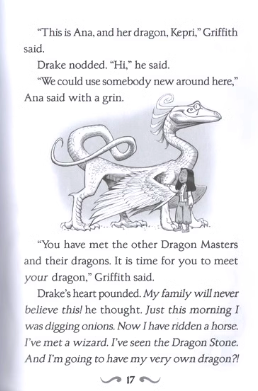 “This is Ana, and her dragon, Kepri,” Griffith
said.
Drake nodded. “Hi,” he said.
“We could use somebody new around here,”
Ana said with a grin.
“You have met the other Dragon Masters
and their dragons. It is time for you to meet
your dragon,” Griffith said.
Drake’s heart pounded. My family will never
believe this! he thought. Just this morning I
was digging onions. Now I have ridden a horse.
I’ve met a wizard. I’ve seen the Dragon Stone.
And I’m going to have my very own dragon?!
17